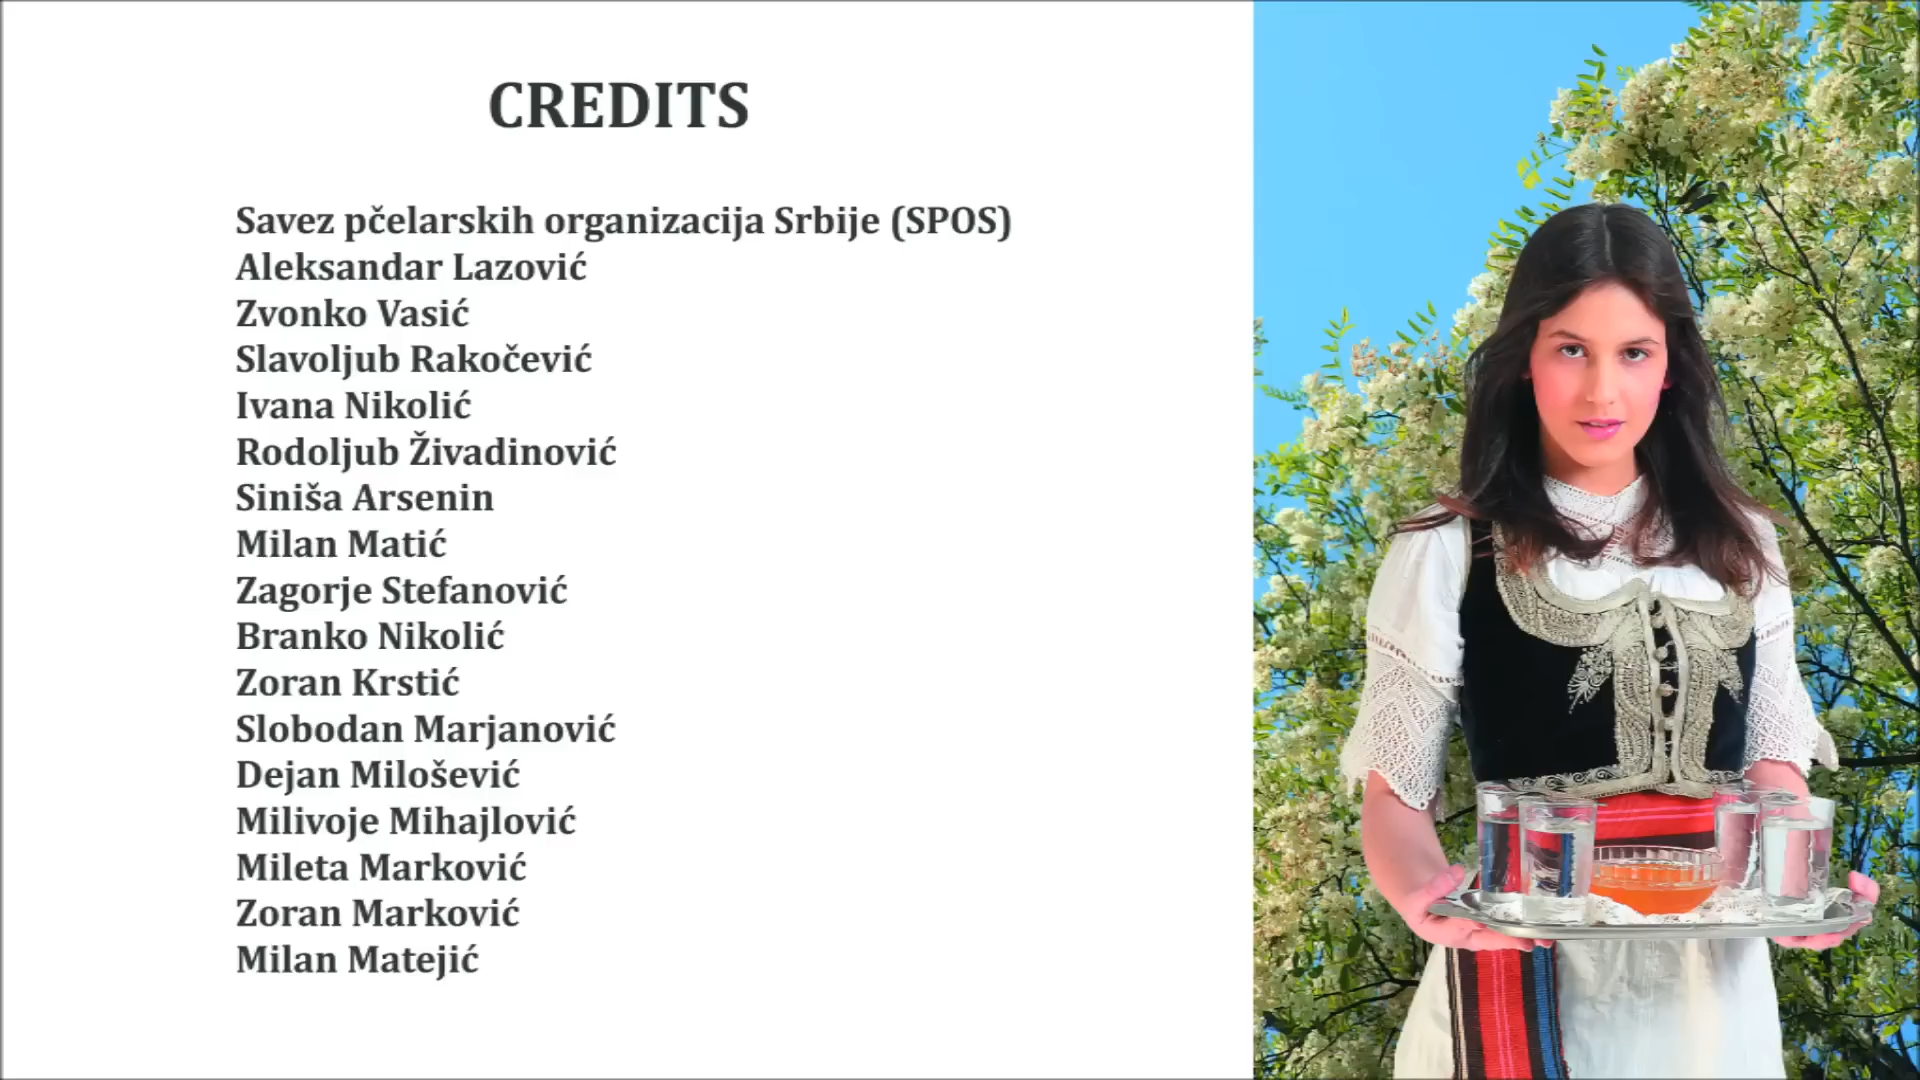 CREDITS
Savez pčelarskih organizacija Srbije (SPOS)
Aleksandar Lazović
Zvonko Vasić
Slavoljub Rakočević
Ivana Nikolić
Rodoljub Živadinović
Siniša Arsenin
Milan Matić
Zagorje Stefanović
Branko Nikolić
Zoran Krstić
Slobodan Marjanović
Dejan Milošević
Milivoje Mihajlović
Mileta Marković
Zoran Marković
Milan Matejić